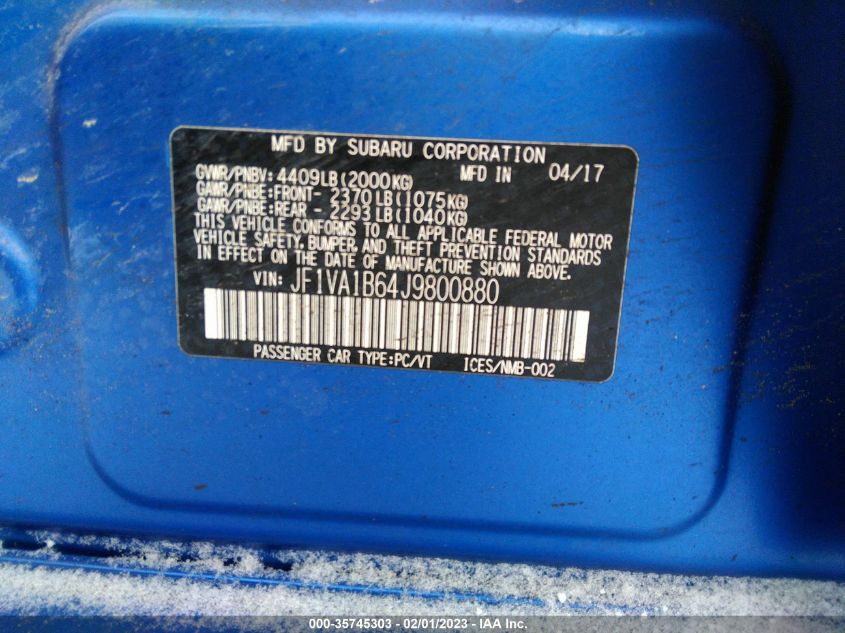 MFD BY SUBARU CORPORATION
GVWR/PNBV: 4409LB(2000KG) MFD IN 04/17
GAWR/PNBE:FRONT- 2370LB(1075KG)
GAWR/PNBE:REAR - 2293LB(1040KG)
THIS VEHICLE CONFORMS TO ALL APPLICABLE FEDERAL MOTOR
VEHICLE SAFETY, BUMPER, AND THEFT PREVENTION STANDARDS
IN EFFECT ON THE DATE OF MANUFACTURE SHOWN ABOVE.
VIN: JF1VA1B64J9800880
PASSENGER CAR TYPE:PC/VT ICES/NMB-002
000-35745303 - 02/01/2023 - IAA Inc.